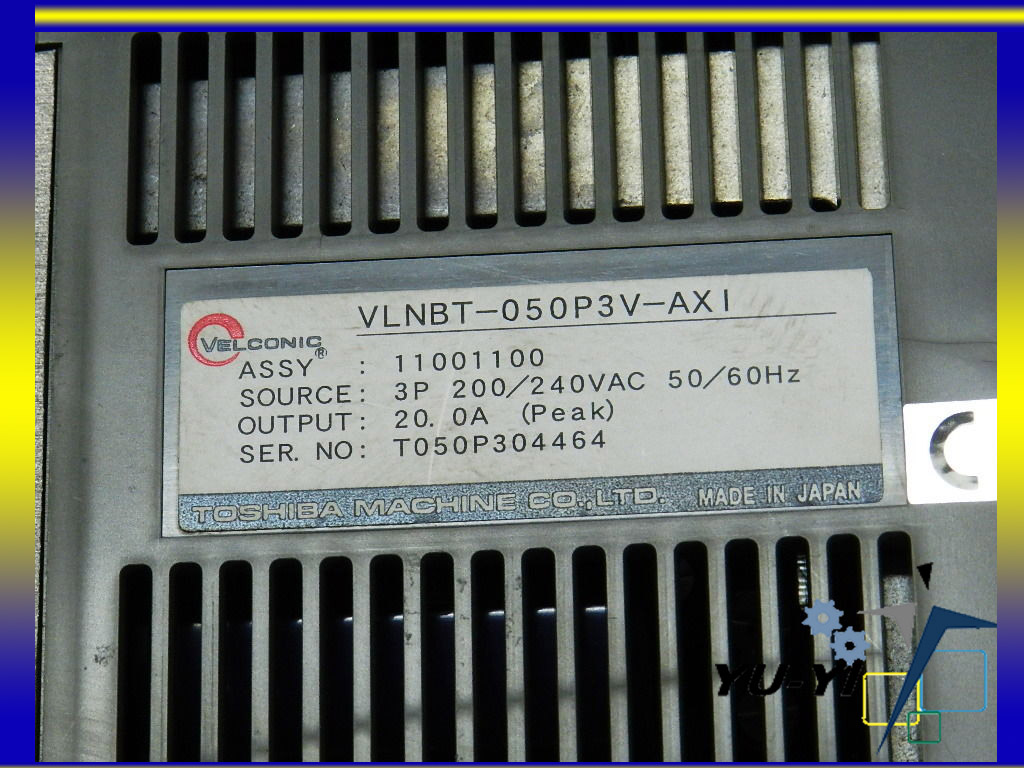 VLNBT-050P3V-AXI
VELCONIC®
ASSY : 11001100
SOURCE: 3P 200/240VAC 50/60Hz
OUTPUT: 20.0A (Peak)
SER. NO: T050P304464
TOSHIBA MACHINE CO.,LTD. MADE IN JAPAN
C
YU-YI